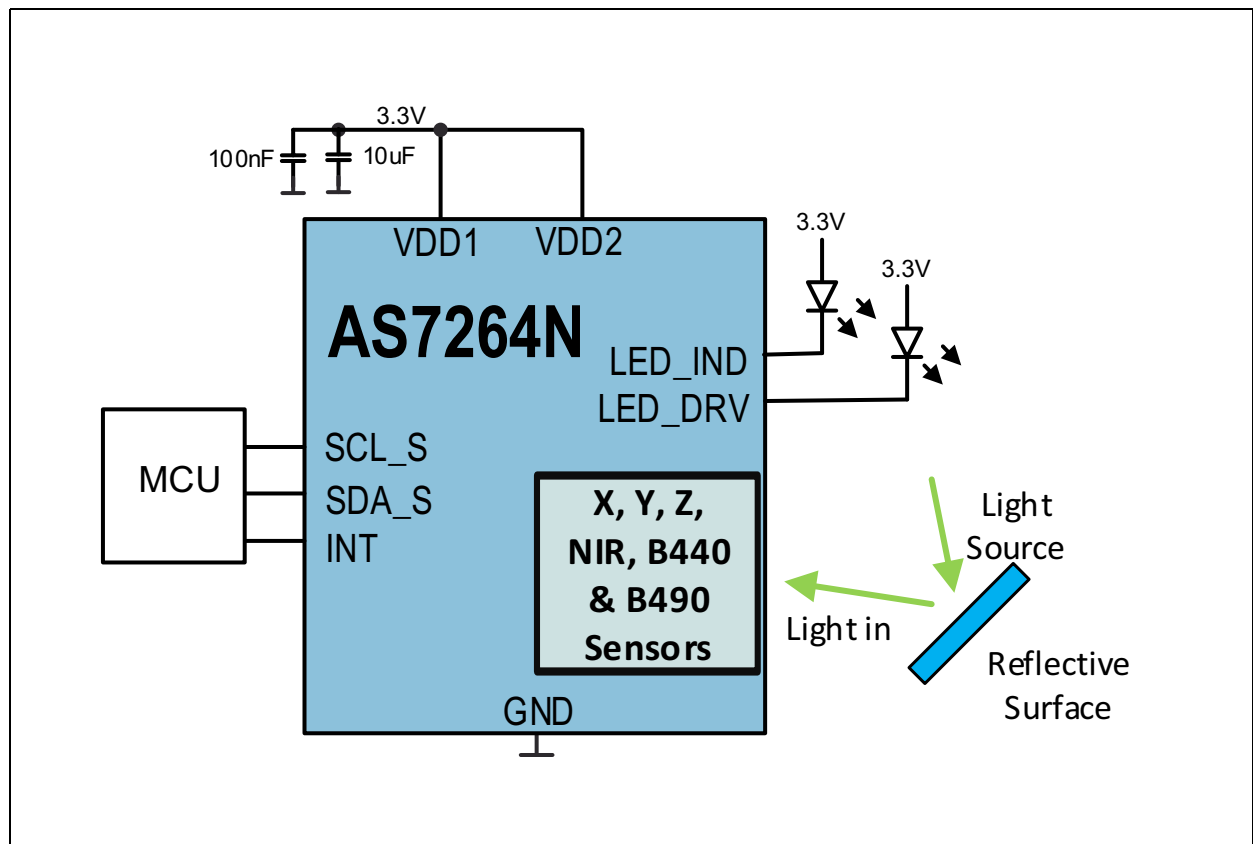 3.3V
100nF
10uF
VDD1
VDD2
3.3V
3.3V
AS7264N
LED_IND
LED_DRV
MCU
SCL_S
SDA_S
INT
X, Y, Z,
NIR, B440
& B490
Sensors
Light
Source
Light in
Reflective
Surface
GND